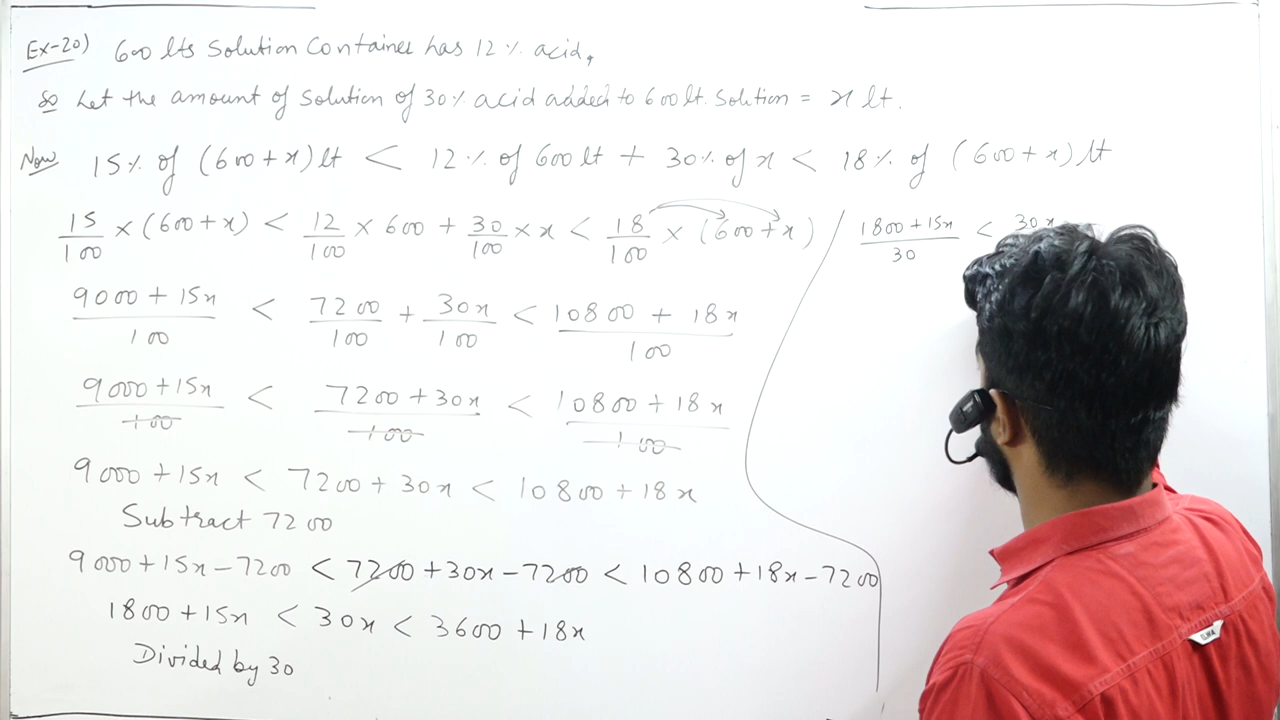 Ex-20) 600 lts Solution Container has 12% acid,
So Let the amount of Solution of 30% acid added to 600 lt. Solution = x lt.
Now 15% of (600 + x) lt < 12% of 600 lt + 30% of x < 18% of (600 + x) lt
15/100 × (600 + x) < 12/100 × 600 + 30/100 × x < 18/100 × (600 + x)
9000 + 15x / 100 < 7200/100 + 30x/100 < 10800 + 18x / 100
9000 + 15x / 100 < 7200 + 30x / 100 < 10800 + 18x / 100
9000 + 15x < 7200 + 30x < 10800 + 18x
Subtract 7200
9000 + 15x - 7200 < 7200 + 30x - 7200 < 10800 + 18x - 7200
1800 + 15x < 30x < 3600 + 18x
Divided by 30
1800 + 15x / 30 < 30x